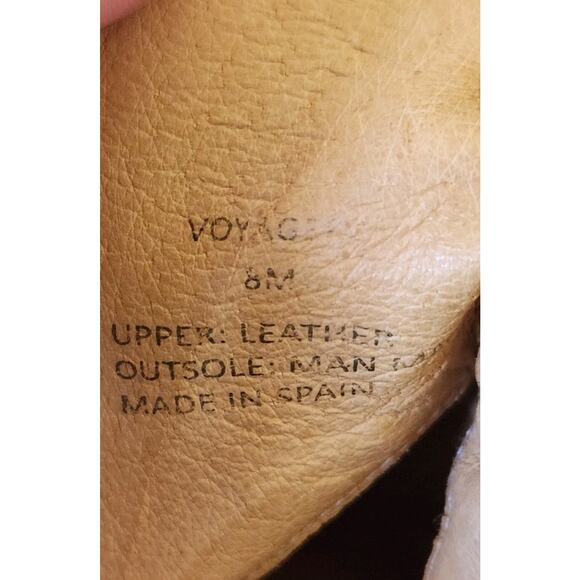 8M
UPPER: LEATHER
OUTSOLE: MAN
MADE IN SPAIN